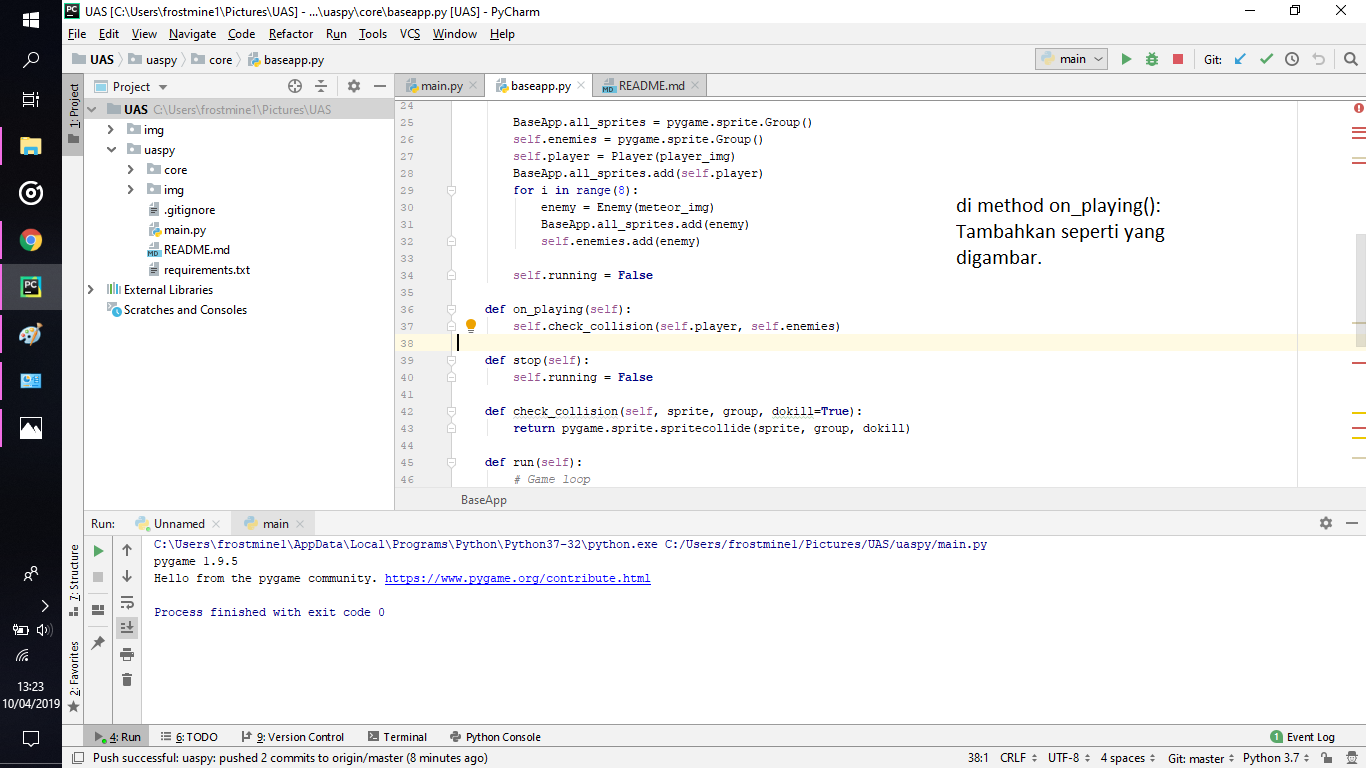 UAS [C:\Users\frostmine1\Pictures\UAS] - ...\uaspy\core\baseapp.py [UAS] - PyCharm
File Edit View Navigate Code Refactor Run Tools VCS Window Help
UAS uaspy core baseapp.py
main
Git:
1: Project
Project
main.py
baseapp.py
README.md
UAS C:\Users\frostmine1\Pictures\UAS
img
uaspy
core
img
.gitignore
main.py
README.md
requirements.txt
External Libraries
Scratches and Consoles
24
25 BaseApp.all_sprites = pygame.sprite.Group()
26 self.enemies = pygame.sprite.Group()
27 self.player = Player(player_img)
28 BaseApp.all_sprites.add(self.player)
29 for i in range(8):
30 enemy = Enemy(meteor_img)
31 BaseApp.all_sprites.add(enemy)
32 self.enemies.add(enemy)
33
34 self.running = False
35
36 def on_playing(self):
37 self.check_collision(self.player, self.enemies)
38
39 def stop(self):
40 self.running = False
41
42 def check_collision(self, sprite, group, dokill=True):
43 return pygame.sprite.spritecollide(sprite, group, dokill)
44
45 def run(self):
46 # Game loop
BaseApp
di method on_playing():
Tambahkan seperti yang
digambar.
Run: Unnamed main
C:\Users\frostmine1\AppData\Local\Programs\Python\Python37-32\python.exe C:/Users/frostmine1/Pictures/UAS/uaspy/main.py
pygame 1.9.5
Hello from the pygame community. https://www.pygame.org/contribute.html
Process finished with exit code 0
7: Structure
2: Favorites
4: Run 6: TODO 9: Version Control Terminal Python Console
1 Event Log
Push successful: uaspy: pushed 2 commits to origin/master (8 minutes ago)
38:1 CRLF UTF-8 4 spaces Git: master Python 3.7
13:23
10/04/2019